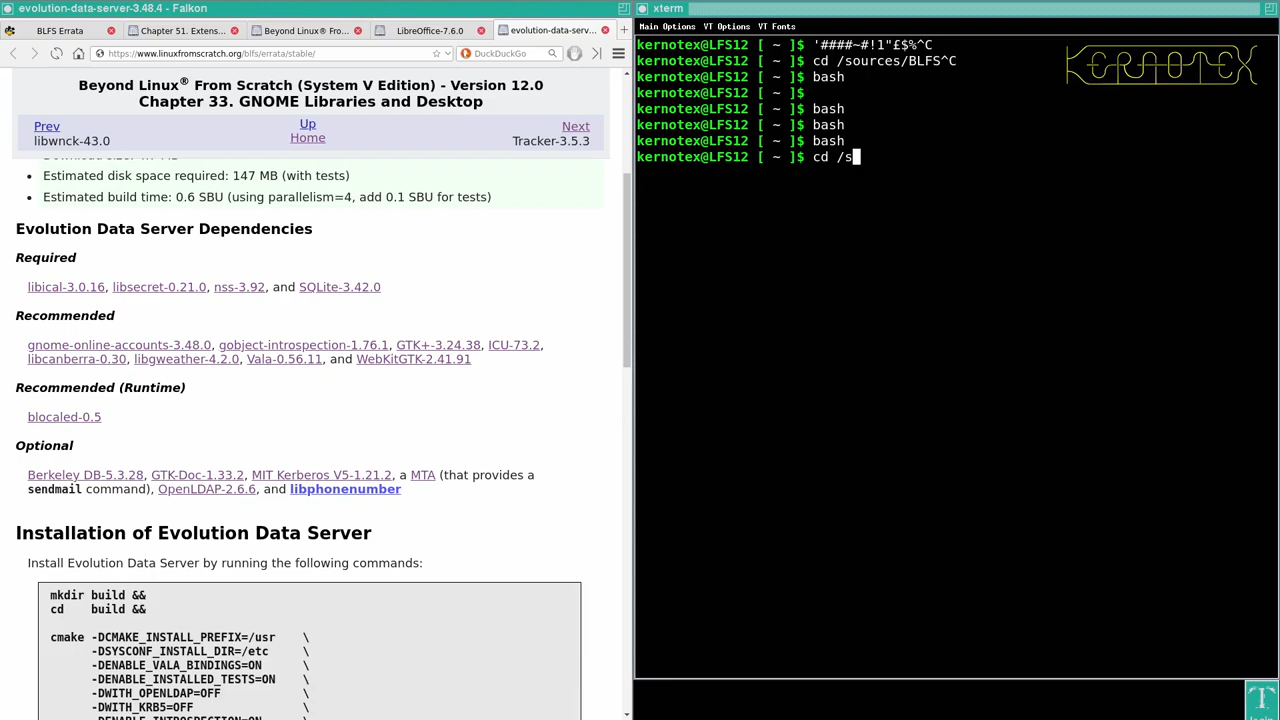 evolution-data-server-3.48.4 - Falkon
BLFS Errata
Chapter 51. Extens...
Beyond Linux® Fro...
LibreOffice-7.6.0
evolution-data-serv...
https://www.linuxfromscratch.org/blfs/errata/stable/
DuckDuckGo
Beyond Linux® From Scratch (System V Edition) - Version 12.0
Chapter 33. GNOME Libraries and Desktop
Prev
Up
Next
libwnck-43.0
Home
Tracker-3.5.3
• Estimated disk space required: 147 MB (with tests)
• Estimated build time: 0.6 SBU (using parallelism=4, add 0.1 SBU for tests)
Evolution Data Server Dependencies
Required
libical-3.0.16, libsecret-0.21.0, nss-3.92, and SQLite-3.42.0
Recommended
gnome-online-accounts-3.48.0, gobject-introspection-1.76.1, GTK+-3.24.38, ICU-73.2,
libcanberra-0.30, libgweather-4.2.0, Vala-0.56.11, and WebKitGTK-2.41.91
Recommended (Runtime)
blocaled-0.5
Optional
Berkeley DB-5.3.28, GTK-Doc-1.33.2, MIT Kerberos V5-1.21.2, a MTA (that provides a
sendmail command), OpenLDAP-2.6.6, and libphonenumber
Installation of Evolution Data Server
Install Evolution Data Server by running the following commands:
mkdir build &&
cd    build &&
cmake -DCMAKE_INSTALL_PREFIX=/usr    \
-DSYSCONF_INSTALL_DIR=/etc     \
-DENABLE_VALA_BINDINGS=ON      \
-DENABLE_INSTALLED_TESTS=ON    \
-DWITH_OPENLDAP=OFF            \
-DWITH_KRB5=OFF                \
-DENABLE_INTROSPECTION=ON
xterm
Main Options  VT Options  VT Fonts
kernotex@LFS12 [ ~ ]$ '####~#!1"£$%^C
kernotex@LFS12 [ ~ ]$ cd /sources/BLFS^C
kernotex@LFS12 [ ~ ]$ bash
kernotex@LFS12 [ ~ ]$
kernotex@LFS12 [ ~ ]$ bash
kernotex@LFS12 [ ~ ]$ bash
kernotex@LFS12 [ ~ ]$ bash
kernotex@LFS12 [ ~ ]$ cd /s
KERNOTEX